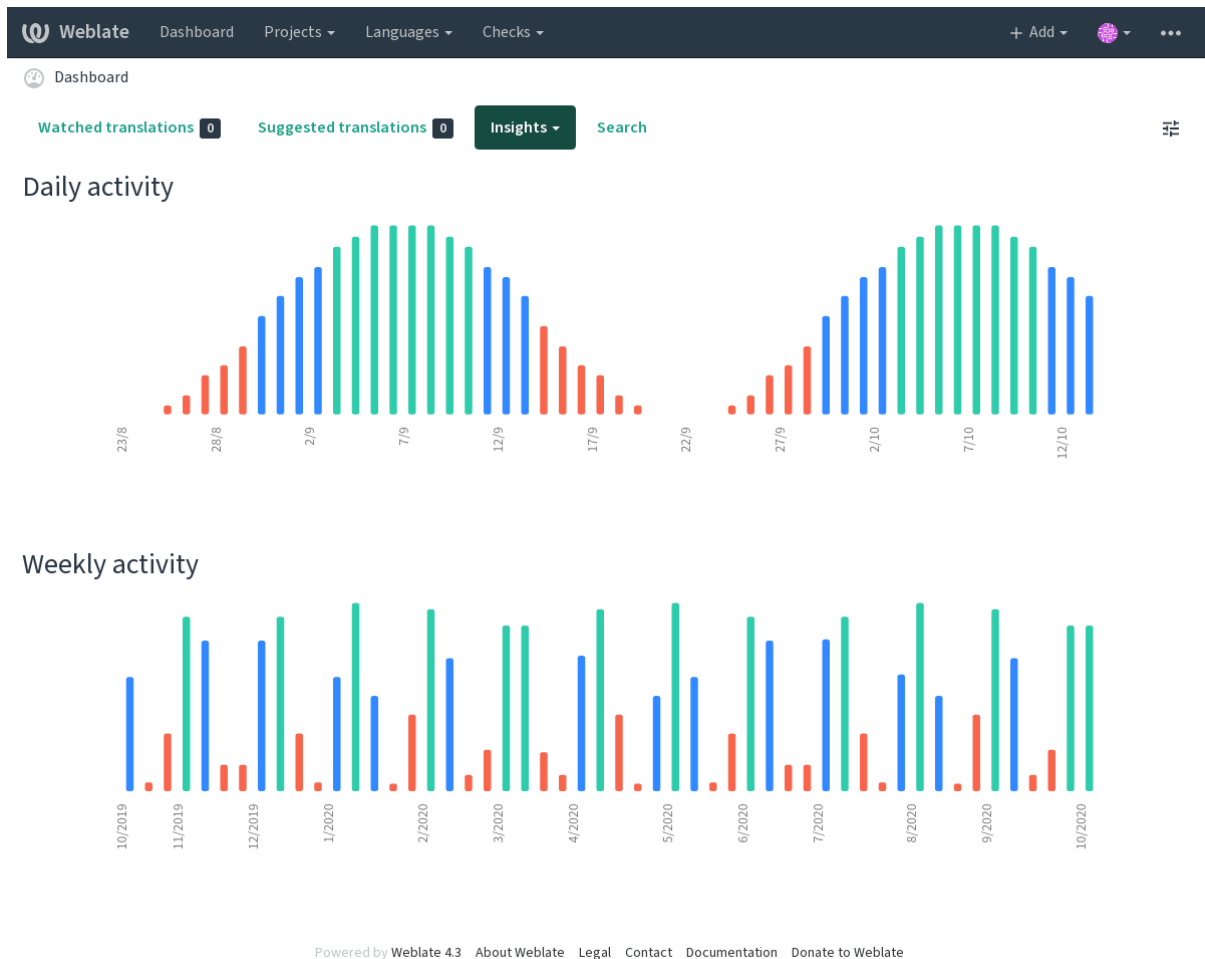 Weblate Dashboard Projects Languages Checks + Add
Dashboard
Watched translations 0 Suggested translations 0 Insights Search
Daily activity
23/8 28/8 2/9 7/9 12/9 17/9 22/9 27/9 2/10 7/10 12/10
Weekly activity
10/2019 11/2019 12/2019 1/2020 2/2020 3/2020 4/2020 5/2020 6/2020 7/2020 8/2020 9/2020 10/2020
Powered by Weblate 4.3 About Weblate Legal Contact Documentation Donate to Weblate